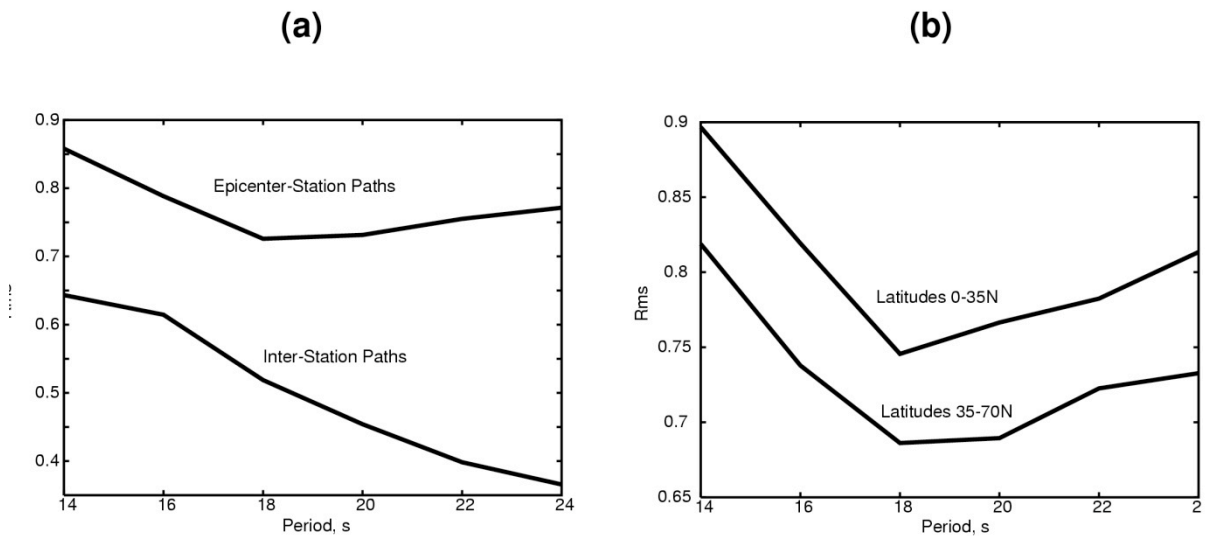 (a)
(b)
0.9
0.8
0.7
0.6
0.5
0.4
14 16 18 20 22 24
Period, s
Epicenter-Station Paths
Inter-Station Paths
0.9
0.85
0.8
0.75
0.7
0.65
Rms
14 16 18 20 22 2
Period, s
Latitudes 0-35N
Latitudes 35-70N